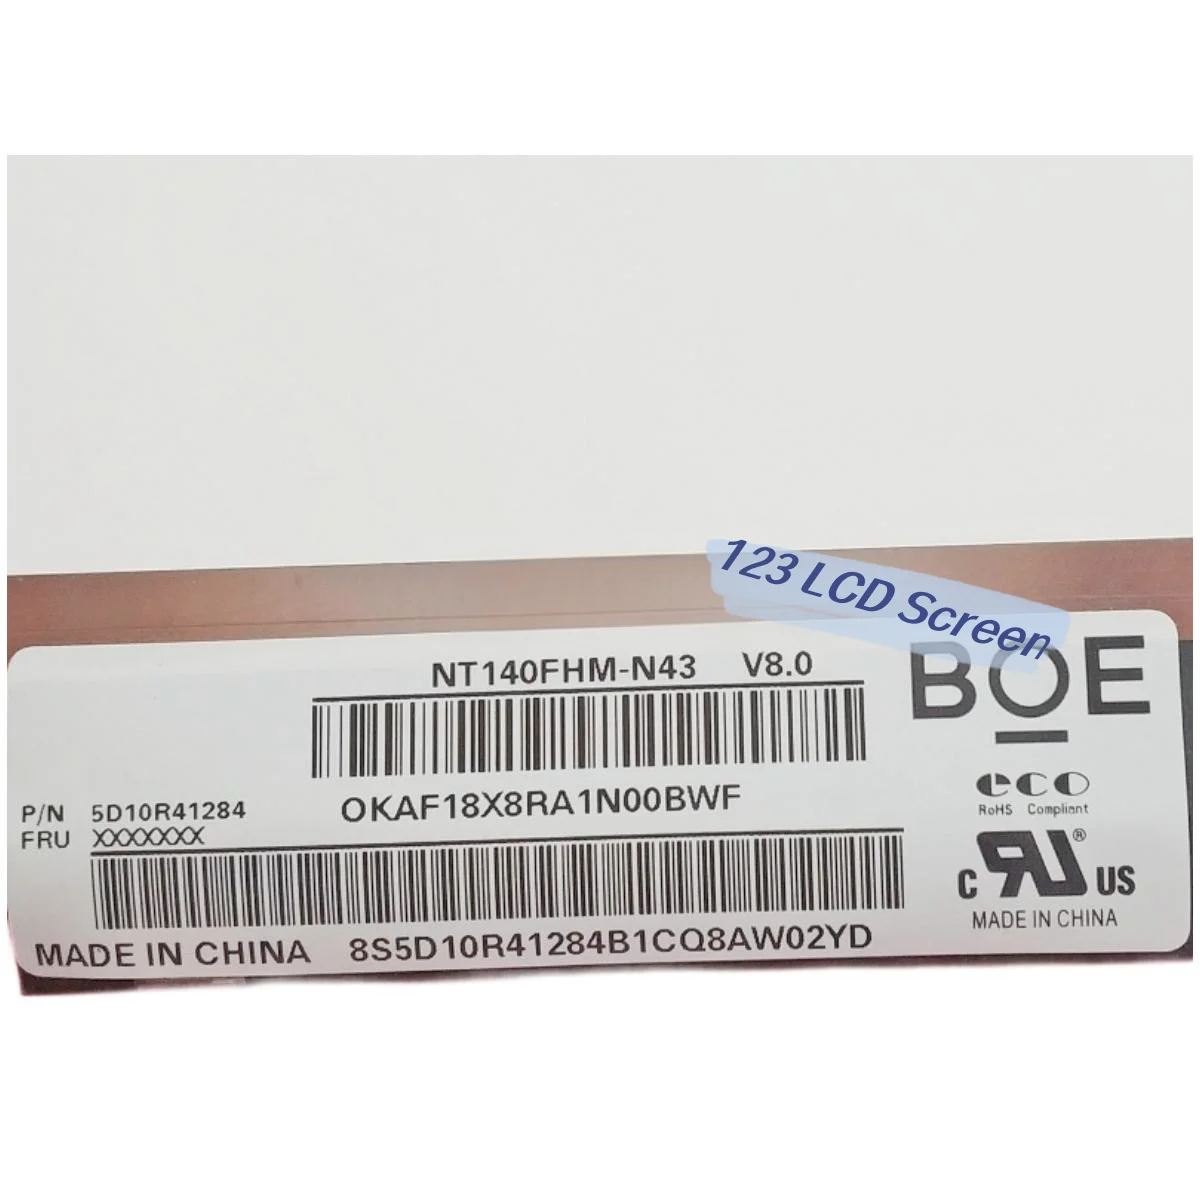 123 LCD Screen
NT140FHM-N43 V8.0
BOE
eco
RoHS Compliant
P/N 5D10R41284
OKAF18X8RA1N00BWF
FRU XXXXXXX
c RU ® US
MADE IN CHINA
MADE IN CHINA 8S5D10R41284B1CQ8AW02YD